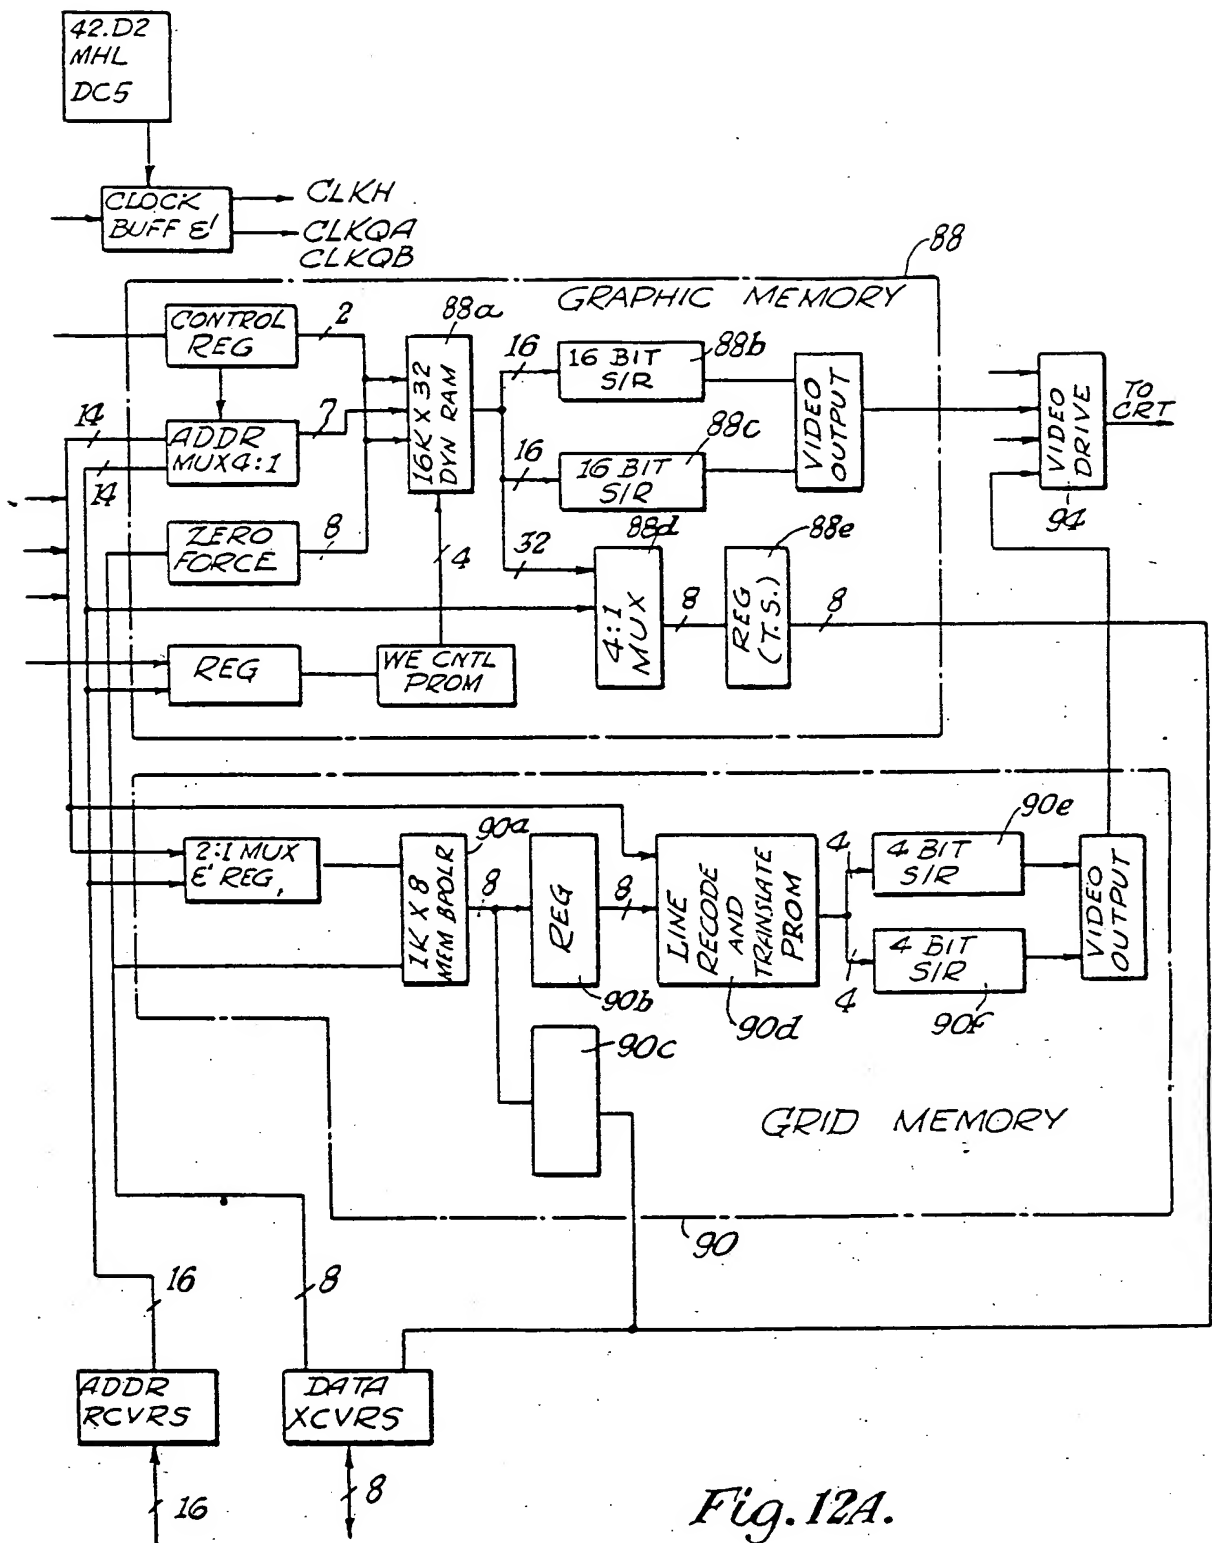 42.D2
MHL
DC5
CLOCK
BUFF &
CLKH
CLKQA
CLKQB
88
GRAPHIC MEMORY
CONTROL
REG
2
88a
16K X 32
DYN RAM
16
16 BIT
S/R
88b
VIDEO
OUTPUT
VIDEO
DRIVE
94
TO
CRT
14
ADDR
MUX 4:1
7
14
16
16 BIT
S/R
88c
ZERO
FORCE
8
32
88d
4:1
MUX
8
88e
REG
(T.S.)
8
4
REG
WE CNTL
PROM
2:1 MUX
& REG,
90a
1K X 8
MEM BPOLR
8
REG
90b
8
LINE
RECODE
AND
TRANSLATE
PROM
90d
4
4 BIT
S/R
90e
4
4 BIT
S/R
90f
VIDEO
OUTPUT
90c
GRID MEMORY
90
16
8
ADDR
RCVRS
DATA
XCVRS
16
8
Fig. 12A.